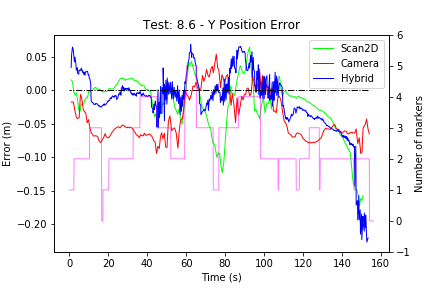 Test: 8.6 - Y Position Error
Scan2D
Camera
Hybrid
Error (m)
0.05
0.00
−0.05
−0.10
−0.15
−0.20
6
5
4
3
2
1
0
−1
Number of markers
0 20 40 60 80 100 120 140 160
Time (s)